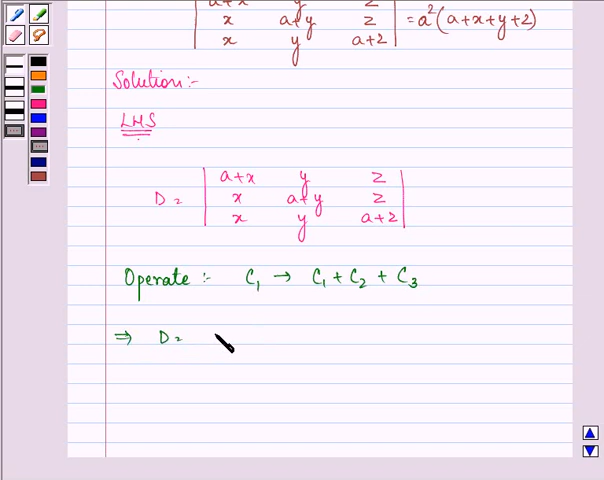 a+x y z
x a+y z = a²(a+x+y+z)
x y a+z
Solution:-
LHS
a+x y z
D = x a+y z
x y a+z
Operate :- C₁ → C₁ + C₂ + C₃
⇒ D =